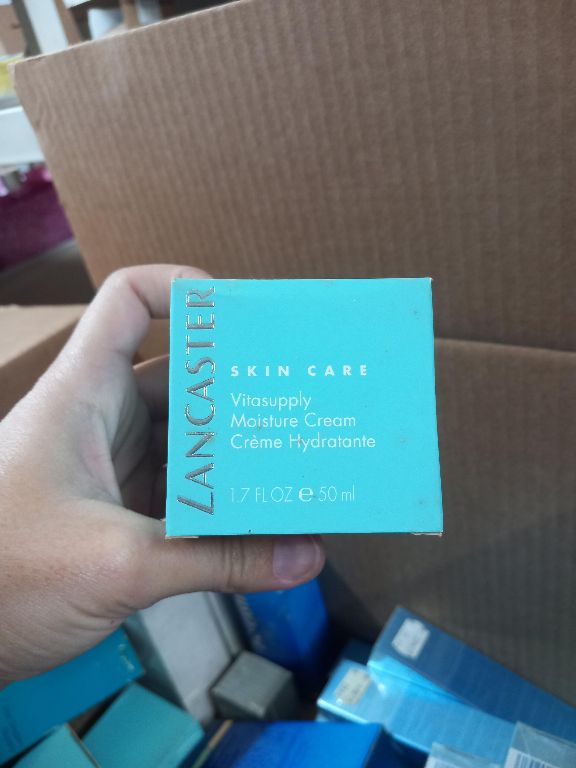 LANCASTER
SKIN CARE
Vitasupply
Moisture Cream
Crème Hydratante
1.7 FL OZ e 50 ml